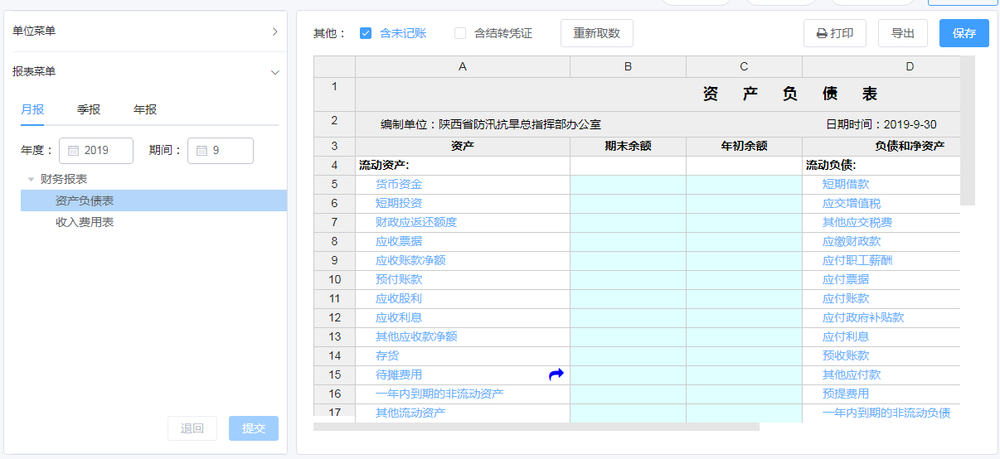 单位菜单
报表菜单
月报 季报 年报
年度： 2019 期间： 9
财务报表
资产负债表
收入费用表
退回 提交
其他： 含未记账 含结转凭证 重新取数 打印 导出 保存
A B C D
1 资 产 负 债 表
2 编制单位：陕西省防汛抗旱总指挥部办公室 日期时间：2019-9-30
3 资产 期末余额 年初余额 负债和净资产
4 流动资产: 流动负债:
5 货币资金 短期借款
6 短期投资 应交增值税
7 财政应返还额度 其他应交税费
8 应收票据 应缴财政款
9 应收账款净额 应付职工薪酬
10 预付账款 应付票据
11 应收股利 应付账款
12 应收利息 应付政府补贴款
13 其他应收款净额 应付利息
14 存货 预收账款
15 待摊费用 其他应付款
16 一年内到期的非流动资产 预提费用
17 其他流动资产 一年内到期的非流动负债